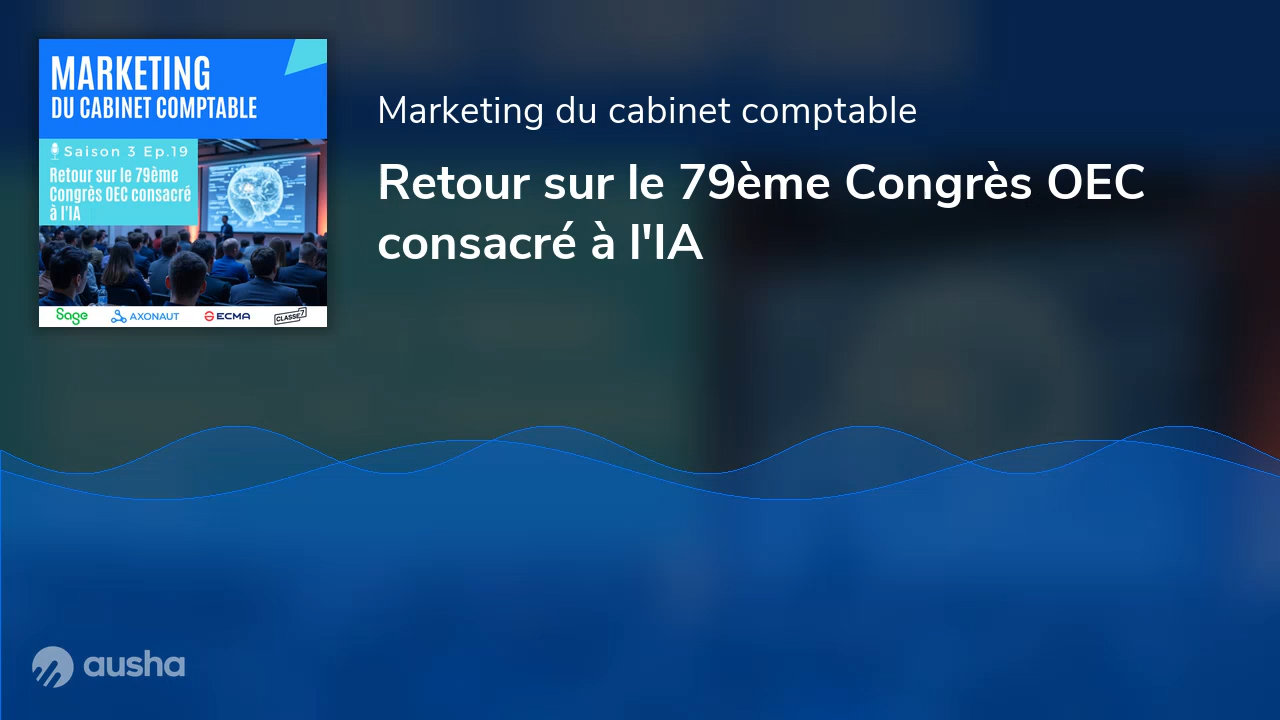 MARKETING
DU CABINET COMPTABLE
Saison 3 Ep.19
Retour sur le 79ème
Congrès OEC consacré
à l'IA
Sage
AXONAUT
ECMA
CLASSE 7
Marketing du cabinet comptable
Retour sur le 79ème Congrès OEC
consacré à l'IA
ausha